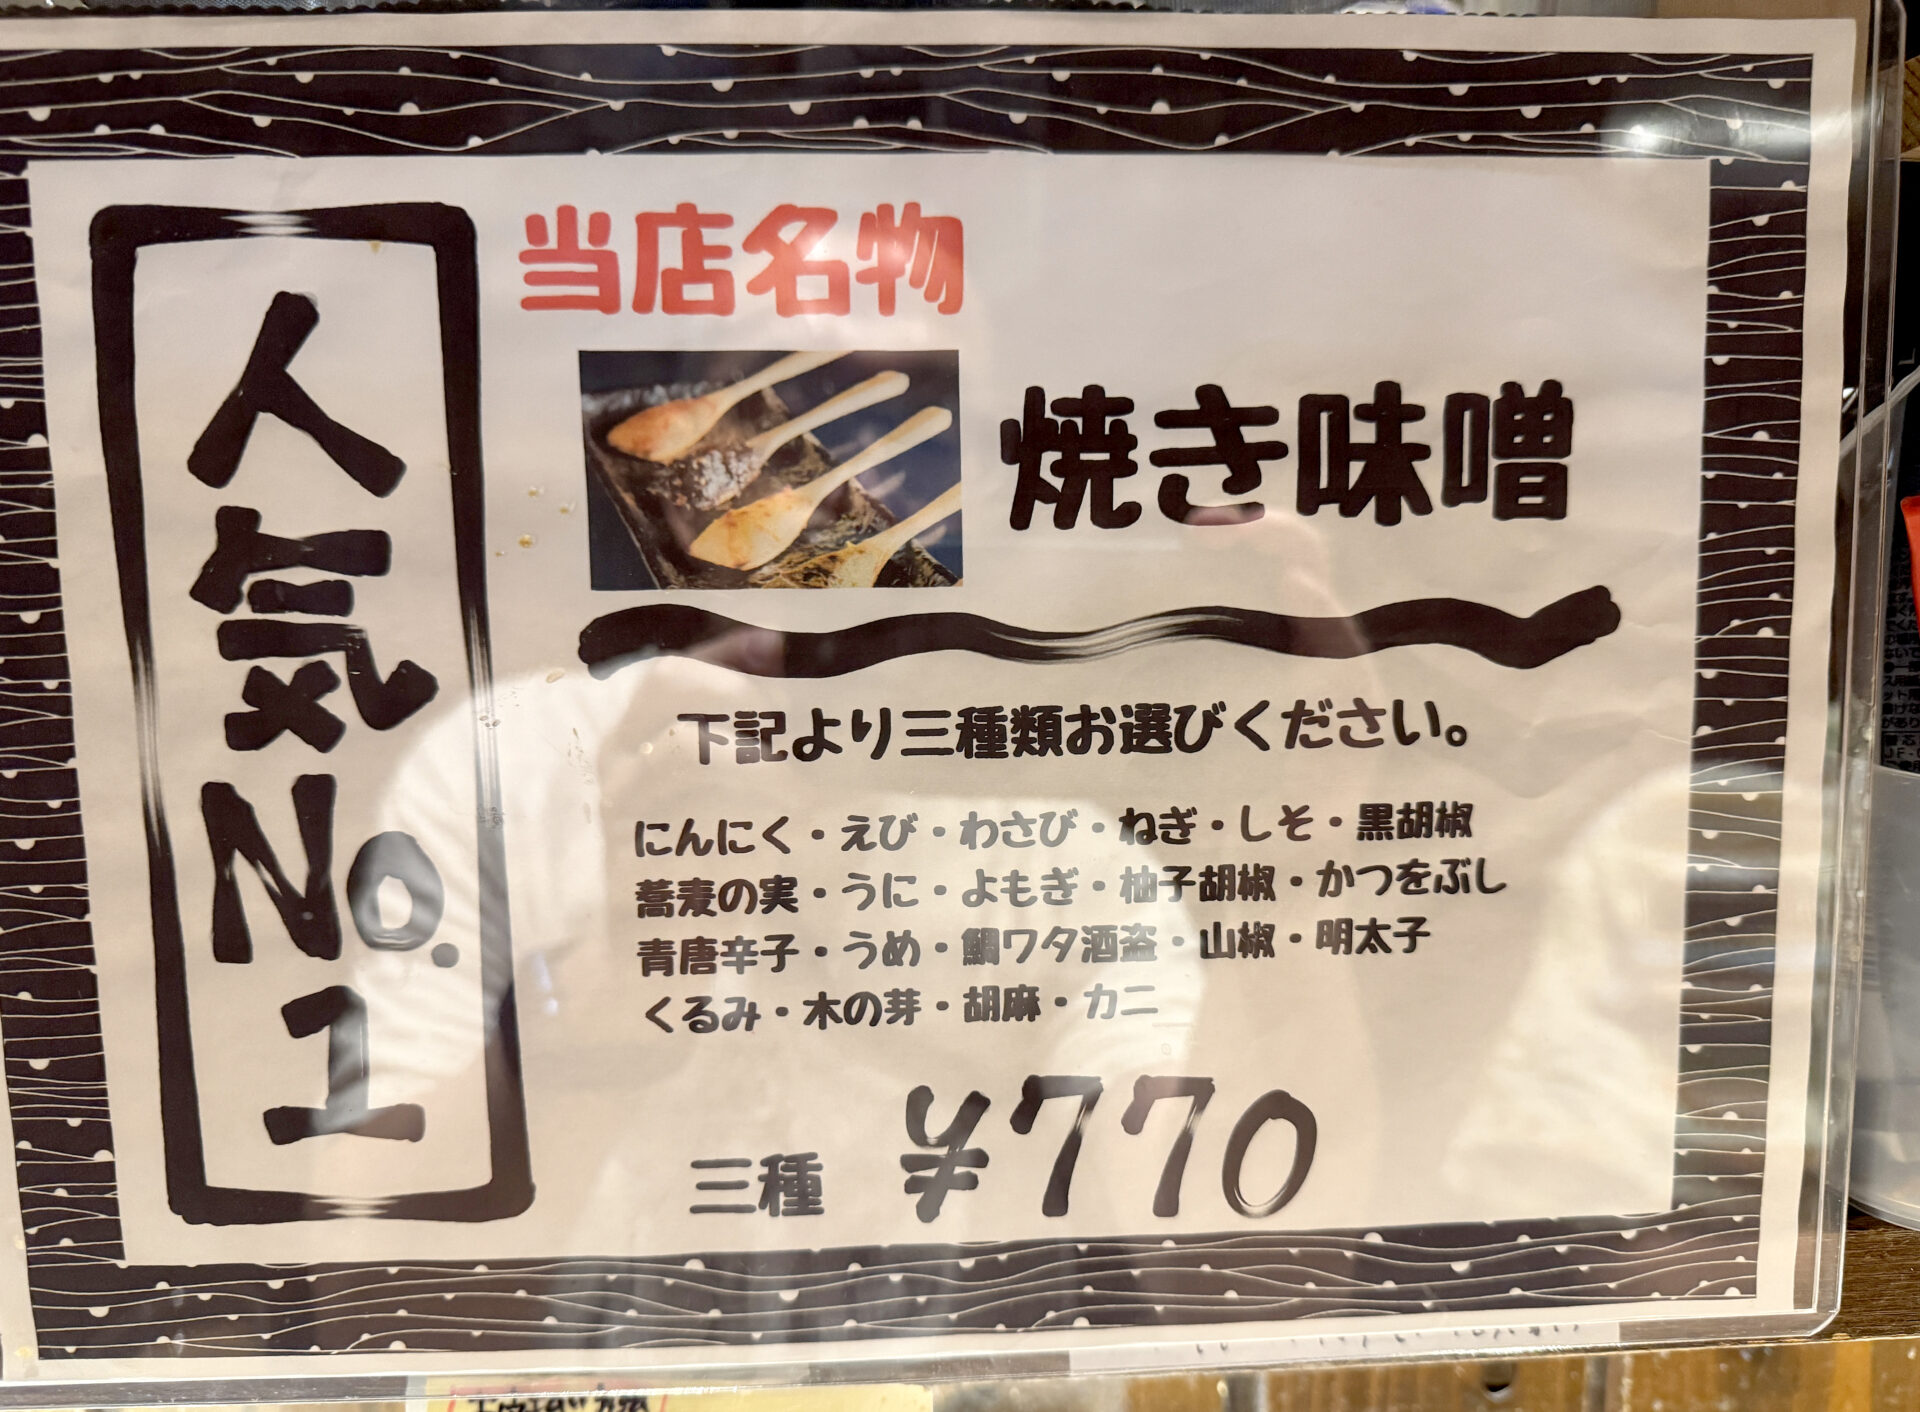 人気No.1
当店名物
焼き味噌
下記より三種類お選びください。
にんにく・えび・わさび・ねぎ・しそ・黒胡椒
蕎麦の実・うに・よもぎ・柚子胡椒・かつをぶし
青唐辛子・うめ・鯛ワタ酒盗・山椒・明太子
くるみ・木の芽・胡麻・カニ
三種 ¥770